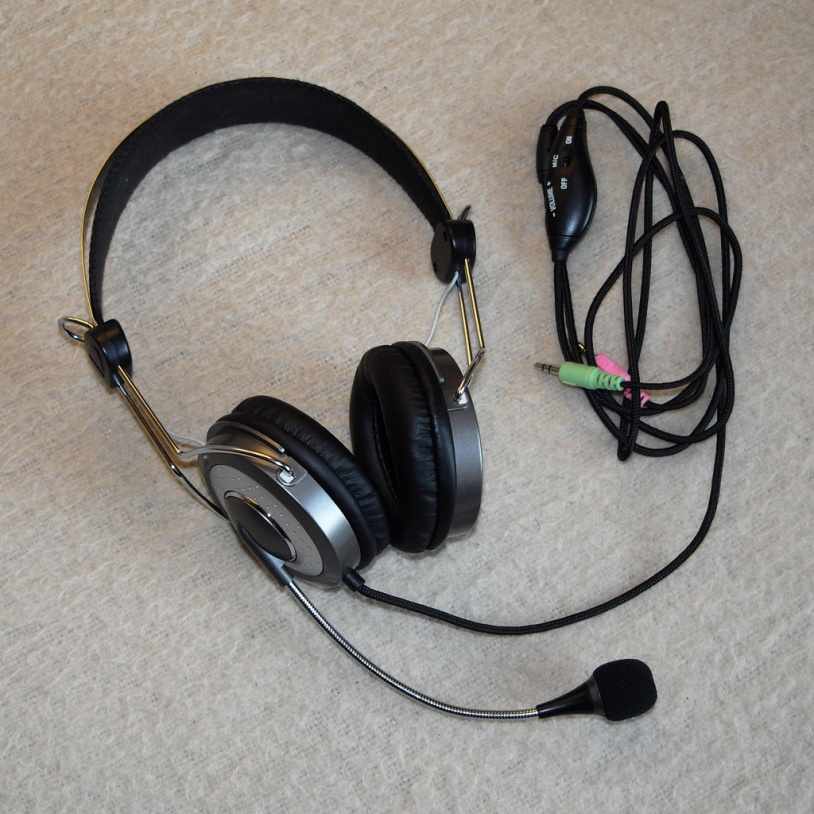 - VOLUME +
MIC
OFF ON